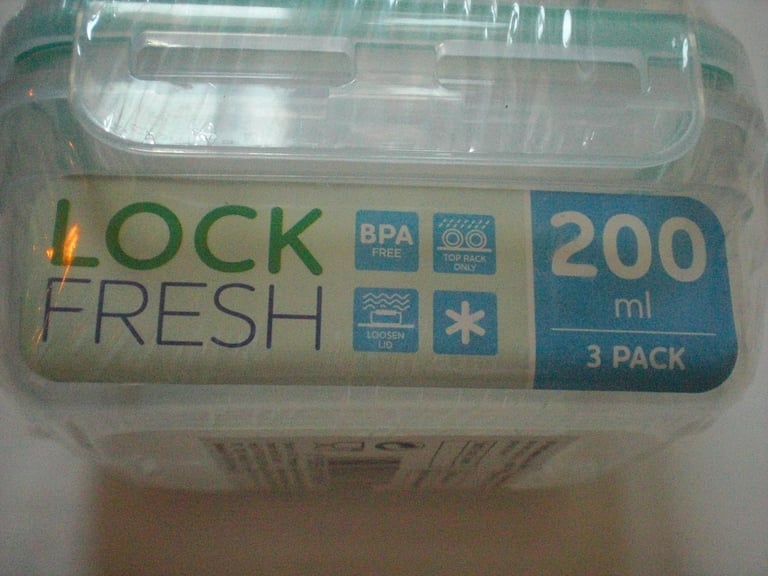 LOCK
FRESH
BPA
FREE
TOP RACK
ONLY
LOOSEN
LID
200
ml
3 PACK